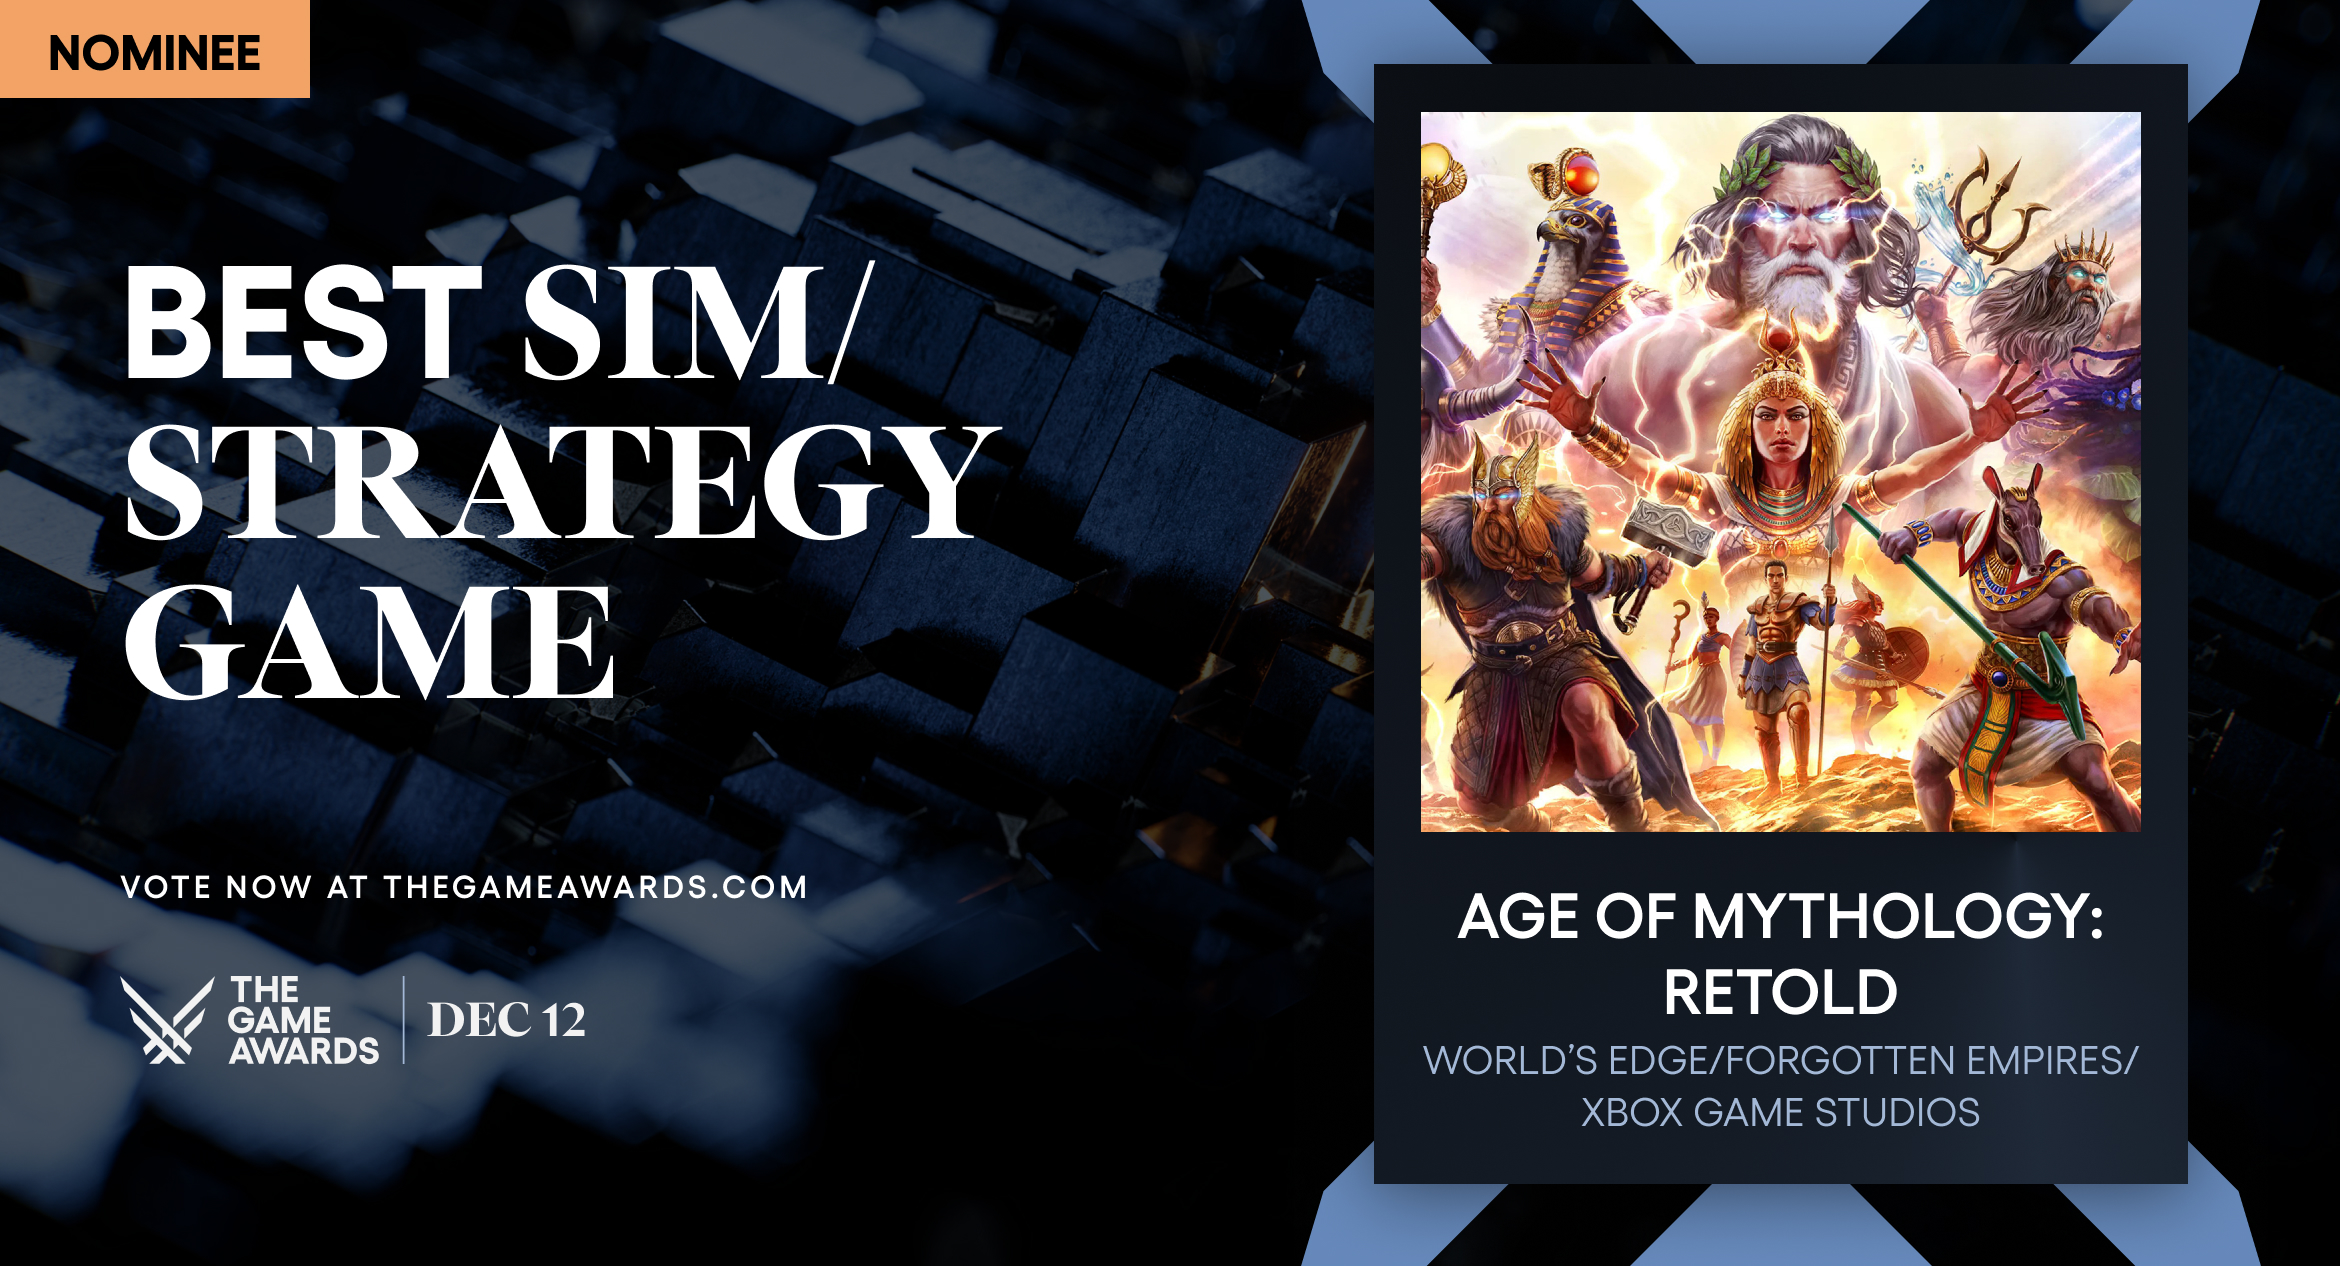 NOMINEE
BEST SIM/
STRATEGY
GAME
VOTE NOW AT THEGAMEAWARDS.COM
THE
GAME
AWARDS
DEC 12
AGE OF MYTHOLOGY:
RETOLD
WORLD’S EDGE/FORGOTTEN EMPIRES/
XBOX GAME STUDIOS